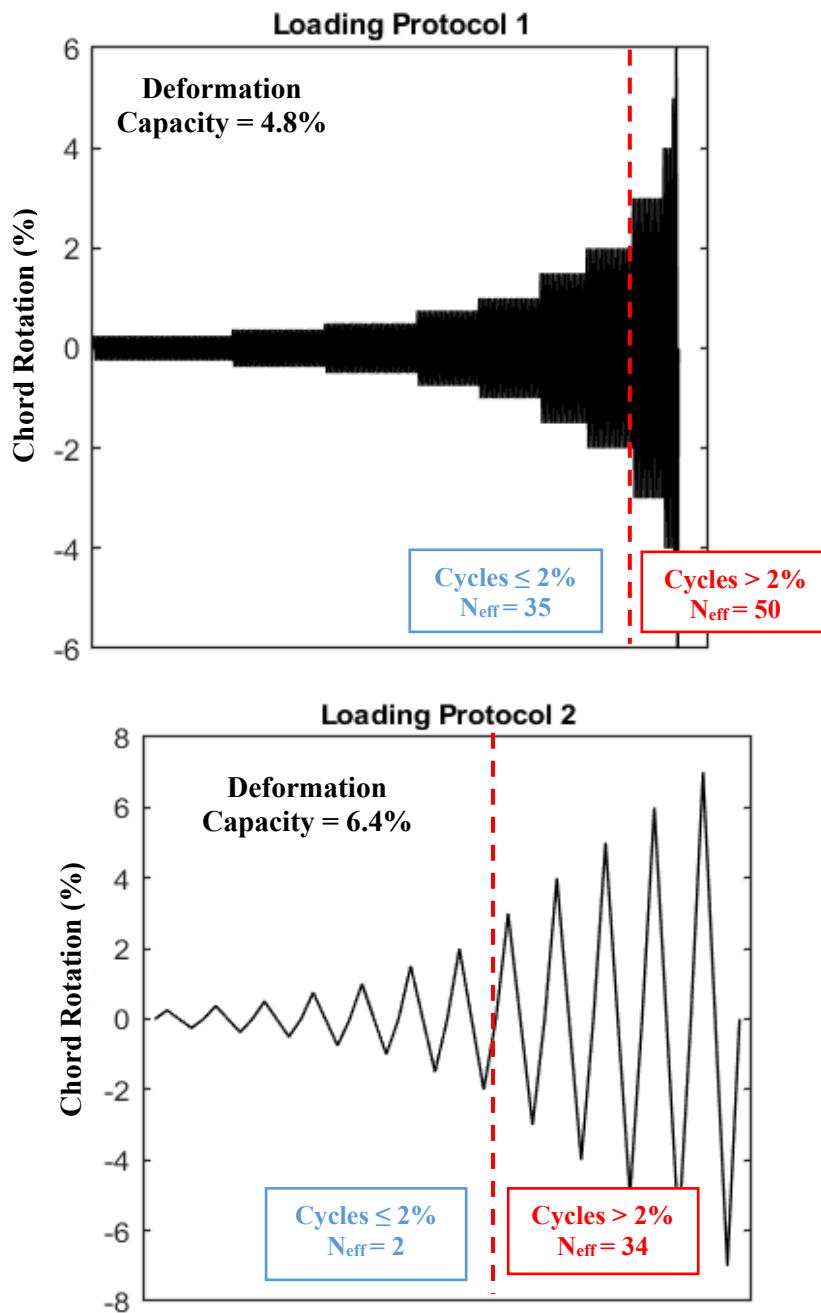 Loading Protocol 1
6
Deformation
Capacity = 4.8%
4
2
0
-2
-4
-6
Chord Rotation (%)
Cycles ≤ 2%
Neff = 35
Cycles > 2%
Neff = 50
Loading Protocol 2
8
Deformation
Capacity = 6.4%
6
4
2
0
-2
-4
-6
-8
Chord Rotation (%)
Cycles ≤ 2%
Neff = 2
Cycles > 2%
Neff = 34